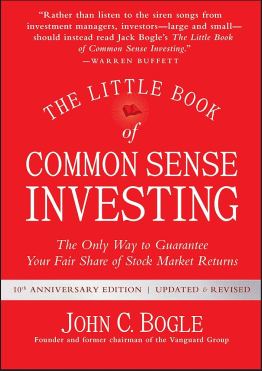 “Rather than listen to the siren songs from
investment managers, investors—large and small—
should instead read Jack Bogle’s The Little Book
of Common Sense Investing.”
—WARREN BUFFETT
THE LITTLE BOOK
of
COMMON SENSE
INVESTING
The Only Way to Guarantee
Your Fair Share of Stock Market Returns
10th ANNIVERSARY EDITION | UPDATED & REVISED
JOHN C. BOGLE
Founder and former chairman of the Vanguard Group